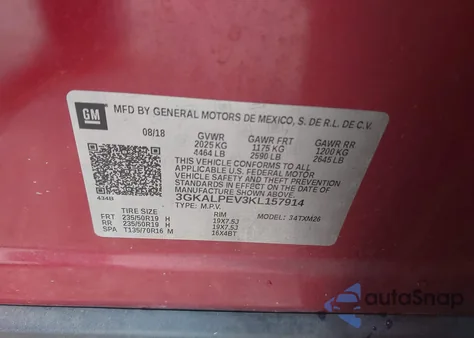 GM
MFD BY GENERAL MOTORS DE MEXICO, S. DE R.L. DE C.V.
08/18 GVWR GAWR FRT GAWR RR
2025 KG 1175 KG 1200 KG
4464 LB 2590 LB 2645 LB
THIS VEHICLE CONFORMS TO ALL
APPLICABLE U.S. FEDERAL MOTOR
VEHICLE SAFETY AND THEFT PREVENTION
STANDARDS IN EFFECT ON THE DATE OF
MANUFACTURE SHOWN ABOVE.
434B 3GKALPEV3KL157914
TYPE: M.P.V.
TIRE SIZE RIM MODEL: 34TXM26
FRT 235/50R19 H 19X7.5J
RR 235/50R19 H 19X7.5J
SPA T135/70R16 M 16X4BT
autoSnap